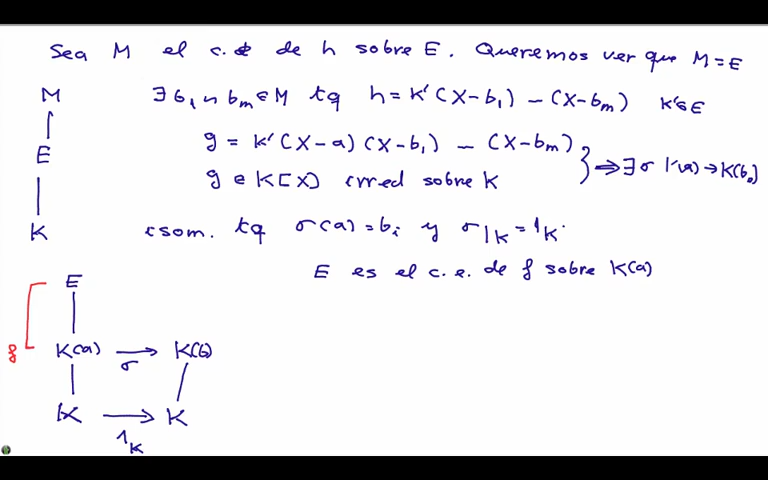 Sea M el c.e de h sobre E. Queremos ver que M=E
M
∃ b₁, bₘ ∈ M tq h = K'(X-b₁) — (X-bₘ) K'∈E
g = K'(X-a)(X-b₁) — (X-bₘ)
E
g ∈ K[X] irred sobre K
⇒ ∃σ K(a)→K(bᵢ)
K
isom. tq σ(a)=bᵢ y σ|K = 1K.
E es el c.e. de f sobre K(a)
E
f K(a) → K(b)
σ
K → K
1K